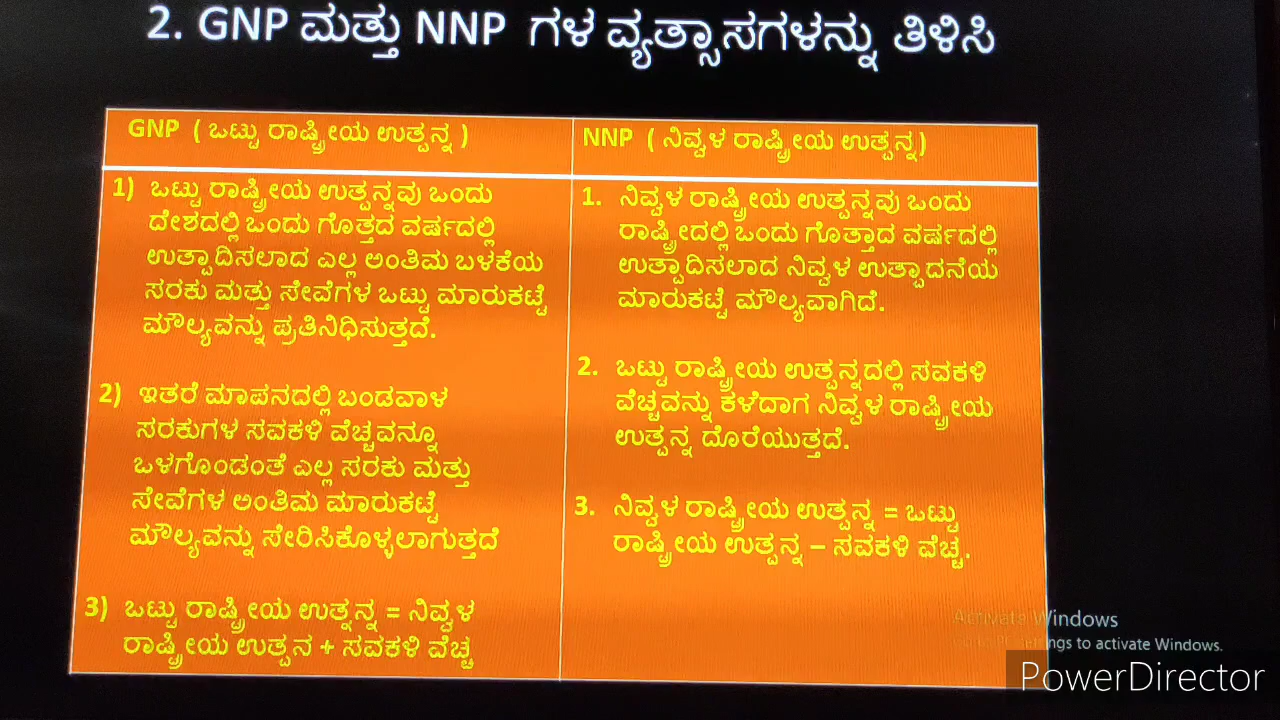 2. GNP ಮತ್ತು NNP ಗಳ ವ್ಯತ್ಸಾಸಗಳನ್ನು ತಿಳಿಸಿ
GNP ( ಒಟ್ಟು ರಾಷ್ಟ್ರೀಯ ಉತ್ಪನ್ನ )
1) ಒಟ್ಟು ರಾಷ್ಟ್ರೀಯ ಉತ್ಪನ್ನವು ಒಂದು
ದೇಶದಲ್ಲಿ ಒಂದು ಗೊತ್ತದ ವರ್ಷದಲ್ಲಿ
ಉತ್ಪಾದಿಸಲಾದ ಎಲ್ಲ ಅಂತಿಮ ಬಳಕೆಯ
ಸರಕು ಮತ್ತು ಸೇವೆಗಳ ಒಟ್ಟು ಮಾರುಕಟ್ಟೆ
ಮೌಲ್ಯವನ್ನು ಪ್ರತಿನಿಧಿಸುತ್ತದೆ.
2) ಇತರೆ ಮಾಪನದಲ್ಲಿ ಬಂಡವಾಳ
ಸರಕುಗಳ ಸವಕಳಿ ವೆಚ್ಚವನ್ನೂ
ಒಳಗೊಂಡಂತೆ ಎಲ್ಲ ಸರಕು ಮತ್ತು
ಸೇವೆಗಳ ಅಂತಿಮ ಮಾರುಕಟ್ಟೆ
ಮೌಲ್ಯವನ್ನು ಸೇರಿಸಿಕೊಳ್ಳಲಾಗುತ್ತದೆ
3) ಒಟ್ಟು ರಾಷ್ಟ್ರೀಯ ಉತ್ನನ್ನ = ನಿವ್ವಳ
ರಾಷ್ಟ್ರೀಯ ಉತ್ಪನ + ಸವಕಳಿ ವೆಚ್ಚ
NNP ( ನಿವ್ವಳ ರಾಷ್ಟ್ರೀಯ ಉತ್ಪನ್ನ)
1. ನಿವ್ವಳ ರಾಷ್ಟ್ರೀಯ ಉತ್ಪನ್ನವು ಒಂದು
ರಾಷ್ಟ್ರೀದಲ್ಲಿ ಒಂದು ಗೊತ್ತಾದ ವರ್ಷದಲ್ಲಿ
ಉತ್ಪಾದಿಸಲಾದ ನಿವ್ವಳ ಉತ್ಪಾದನೆಯ
ಮಾರುಕಟ್ಟೆ ಮೌಲ್ಯವಾಗಿದೆ.
2. ಒಟ್ಟು ರಾಷ್ಟ್ರೀಯ ಉತ್ಪನ್ನದಲ್ಲಿ ಸವಕಳಿ
ವೆಚ್ಚವನ್ನು ಕಳೆದಾಗ ನಿವ್ವಳ ರಾಷ್ಟ್ರೀಯ
ಉತ್ಪನ್ನ ದೊರೆಯುತ್ತದೆ.
3. ನಿವ್ವಳ ರಾಷ್ಟ್ರೀಯ ಉತ್ಪನ್ನ = ಒಟ್ಟು
ರಾಷ್ಟ್ರೀಯ ಉತ್ಪನ್ನ – ಸವಕಳಿ ವೆಚ್ಚ.
Activate Windows
to activate Windows.
PowerDirector